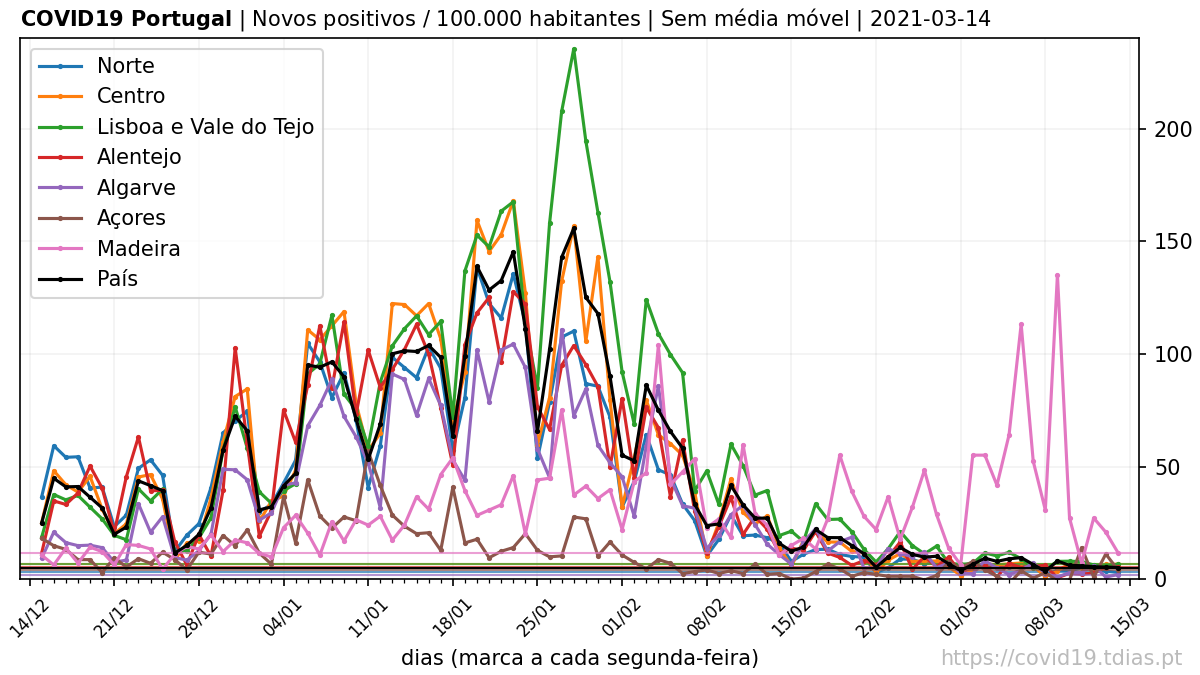 COVID19 Portugal | Novos positivos / 100.000 habitantes | Sem média móvel | 2021-03-14
Norte
Centro
Lisboa e Vale do Tejo
Alentejo
Algarve
Açores
Madeira
País
200
150
100
50
0
14/12 21/12 28/12 04/01 11/01 18/01 25/01 01/02 08/02 15/02 22/02 01/03 08/03 15/03
dias (marca a cada segunda-feira)
https://covid19.tdias.pt